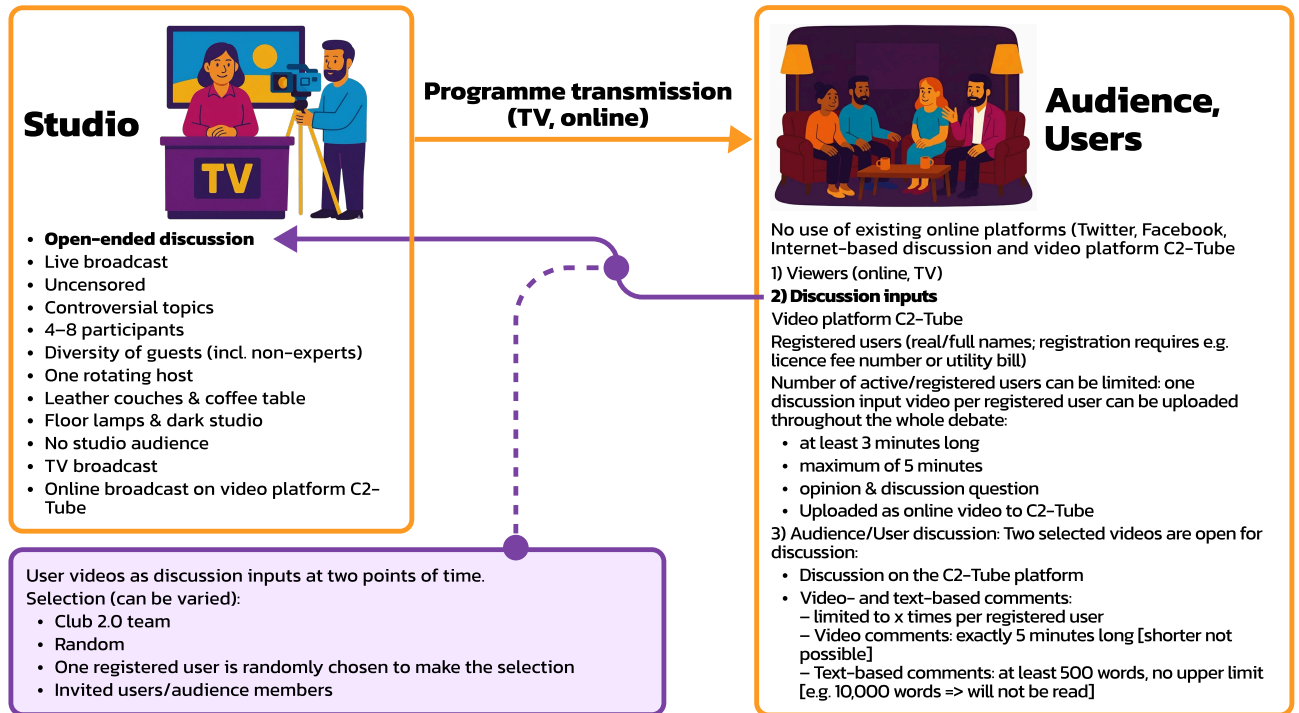 Studio
TV
• Open-ended discussion
• Live broadcast
• Uncensored
• Controversial topics
• 4–8 participants
• Diversity of guests (incl. non-experts)
• One rotating host
• Leather couches & coffee table
• Floor lamps & dark studio
• No studio audience
• TV broadcast
• Online broadcast on video platform C2-
Tube
Programme transmission
(TV, online)
Audience,
Users
No use of existing online platforms (Twitter, Facebook,
Internet-based discussion and video platform C2-Tube
1) Viewers (online, TV)
2) Discussion inputs
Video platform C2-Tube
Registered users (real/full names; registration requires e.g.
licence fee number or utility bill)
Number of active/registered users can be limited: one
discussion input video per registered user can be uploaded
throughout the whole debate:
• at least 3 minutes long
• maximum of 5 minutes
• opinion & discussion question
• Uploaded as online video to C2-Tube
3) Audience/User discussion: Two selected videos are open for
discussion:
• Discussion on the C2-Tube platform
• Video- and text-based comments:
– limited to x times per registered user
– Video comments: exactly 5 minutes long [shorter not
possible]
– Text-based comments: at least 500 words, no upper limit
[e.g. 10,000 words => will not be read]
User videos as discussion inputs at two points of time.
Selection (can be varied):
• Club 2.0 team
• Random
• One registered user is randomly chosen to make the selection
• Invited users/audience members